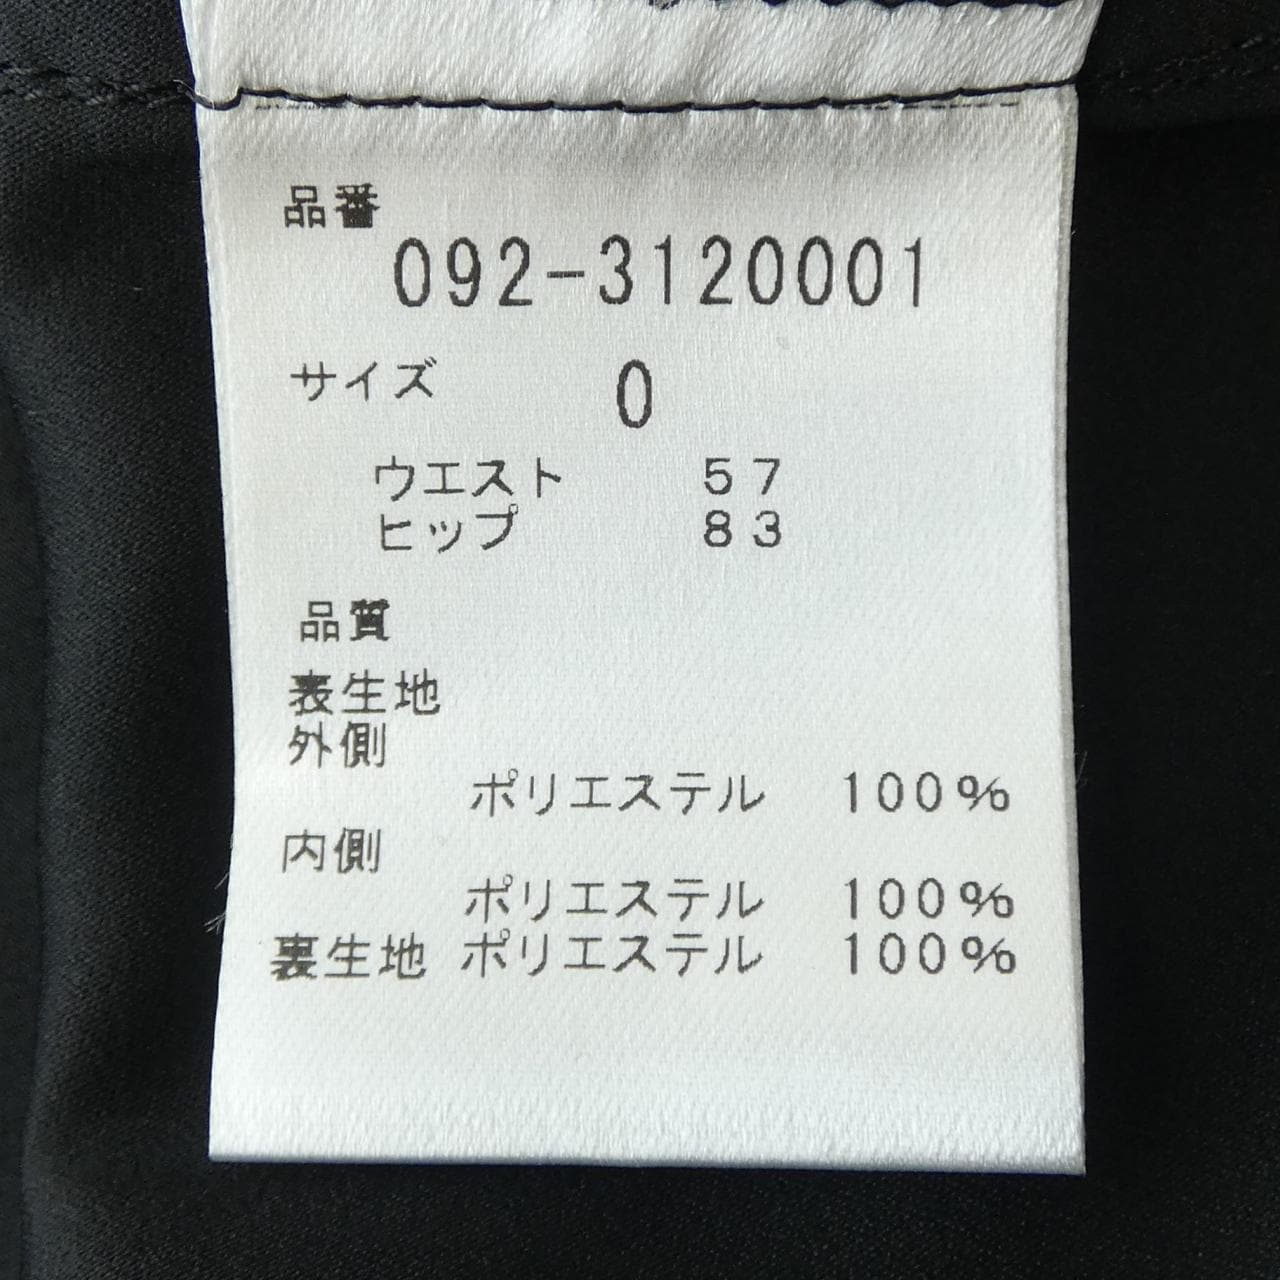 品番
092-3120001
サイズ 0
ウエスト 57
ヒップ 83
品質
表生地
外側
ポリエステル 100%
内側
ポリエステル 100%
裏生地 ポリエステル 100%